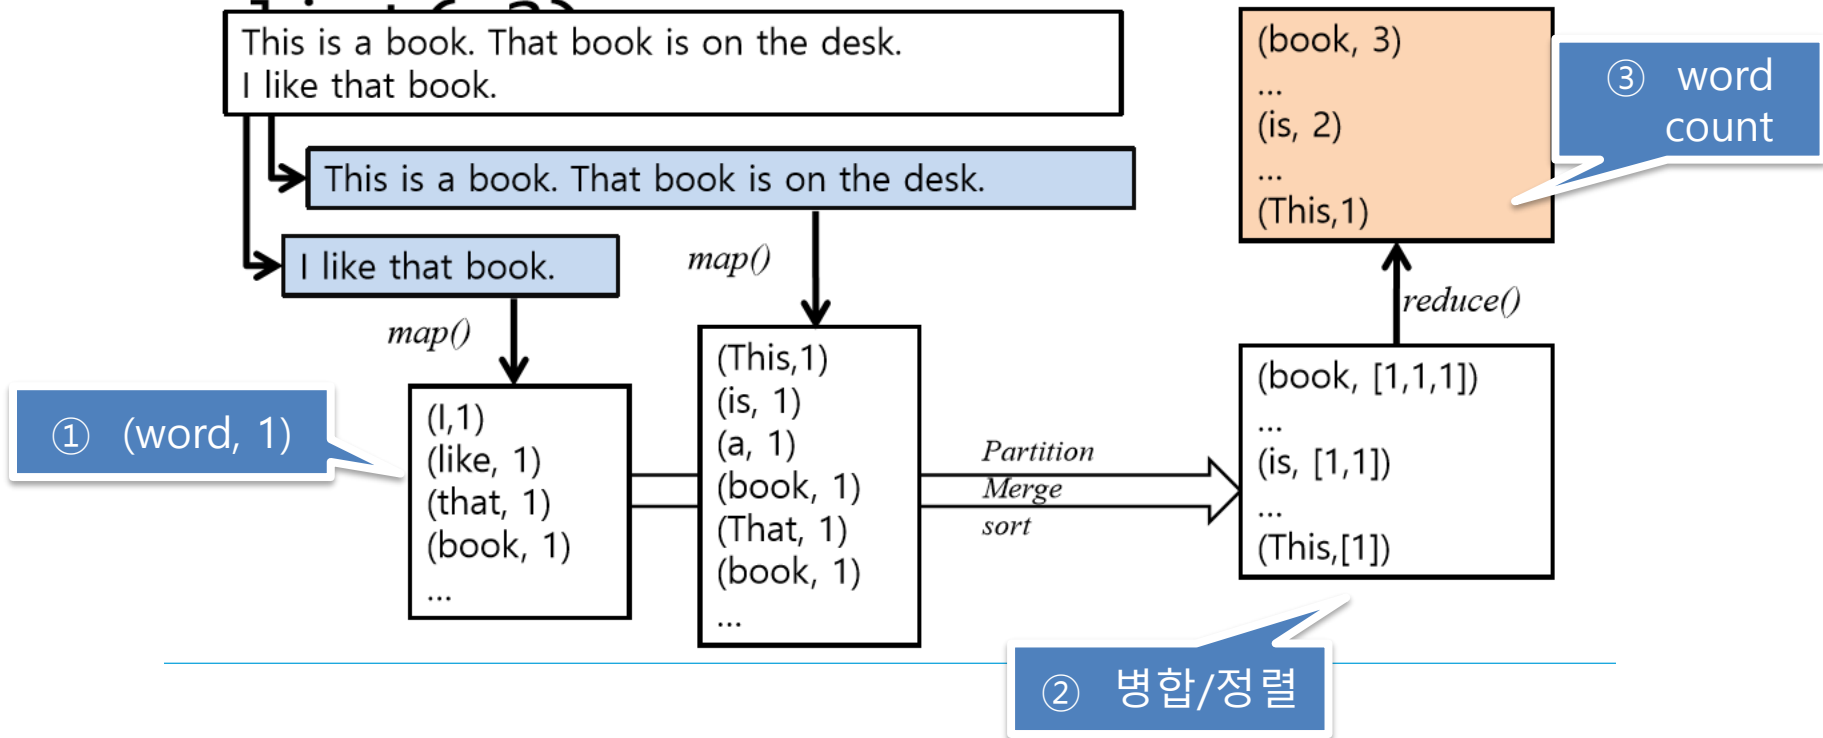 This is a book. That book is on the desk.
I like that book.
This is a book. That book is on the desk.
I like that book.
map()
map()
① (word, 1)
(I,1)
(like, 1)
(that, 1)
(book, 1)
...
(This,1)
(is, 1)
(a, 1)
(book, 1)
(That, 1)
(book, 1)
...
Partition
Merge
sort
(book, [1,1,1])
...
(is, [1,1])
...
(This,[1])
② 병합/정렬
reduce()
(book, 3)
...
(is, 2)
...
(This,1)
③ word
count